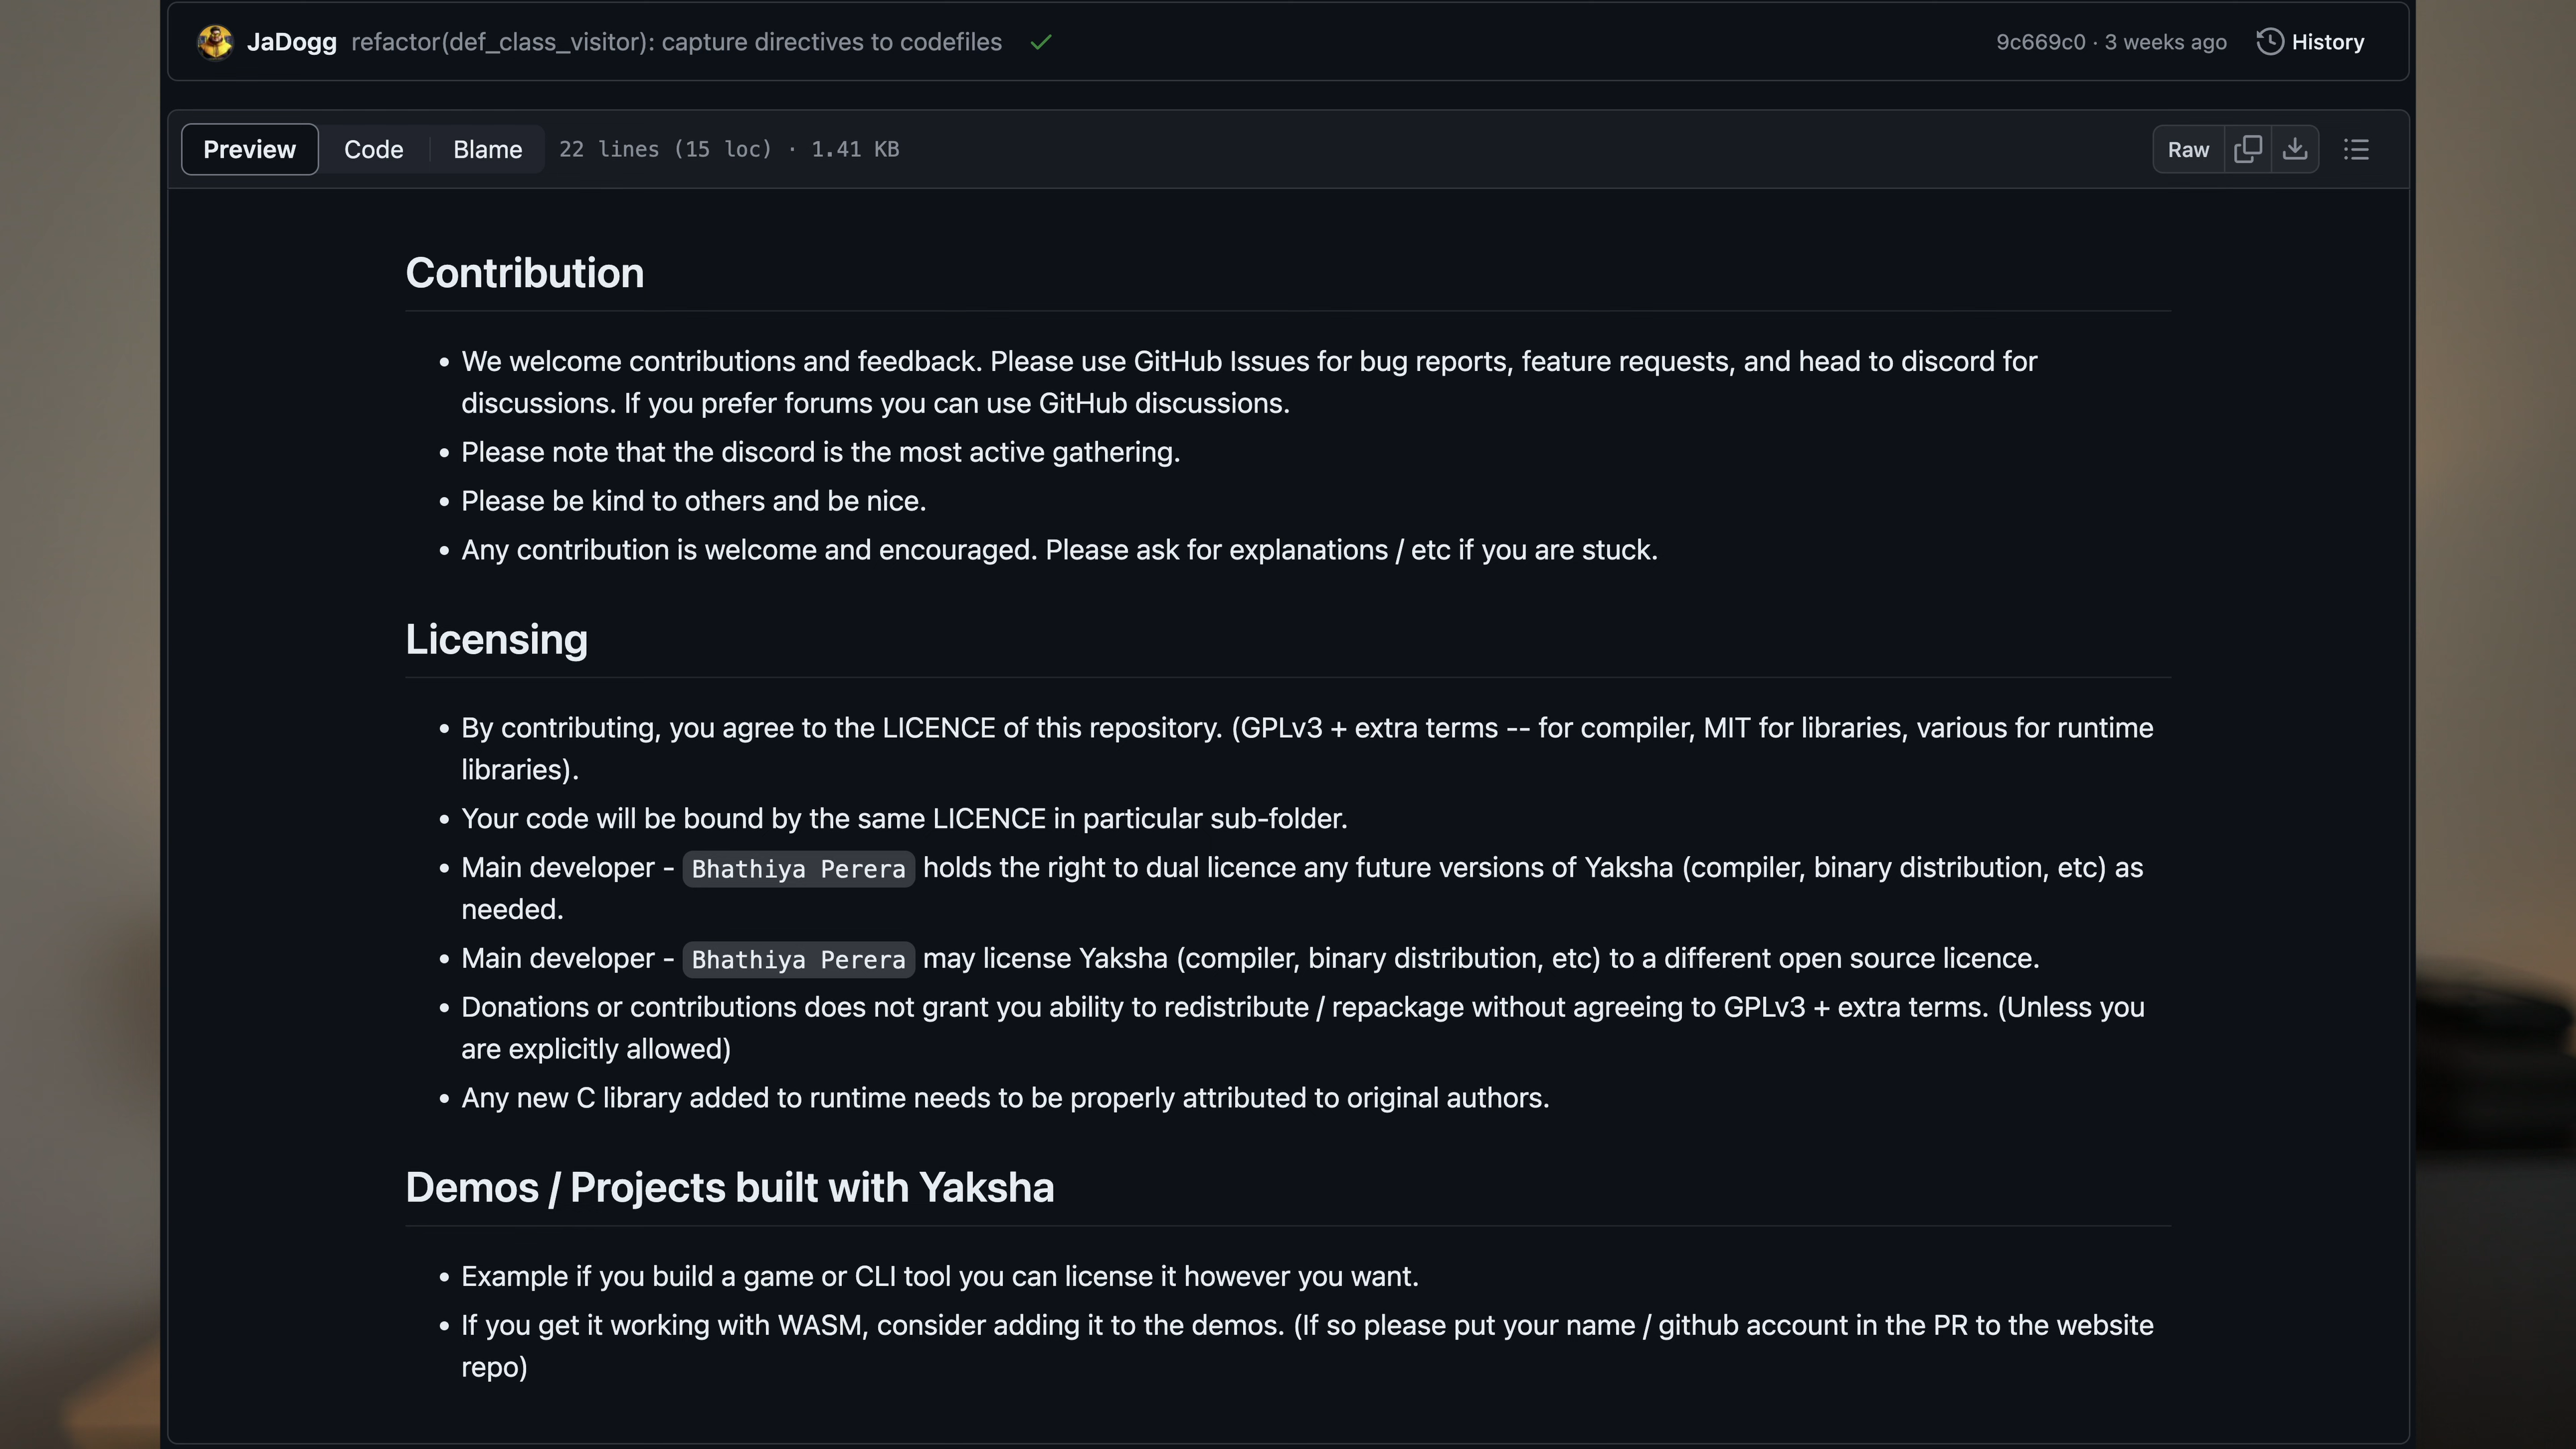 JaDogg refactor(def_class_visitor): capture directives to codefiles 9c669c0 · 3 weeks ago History
Preview Code Blame 22 lines (15 loc) · 1.41 KB Raw
Contribution
We welcome contributions and feedback. Please use GitHub Issues for bug reports, feature requests, and head to discord for
discussions. If you prefer forums you can use GitHub discussions.
Please note that the discord is the most active gathering.
Please be kind to others and be nice.
Any contribution is welcome and encouraged. Please ask for explanations / etc if you are stuck.
Licensing
By contributing, you agree to the LICENCE of this repository. (GPLv3 + extra terms -- for compiler, MIT for libraries, various for runtime
libraries).
Your code will be bound by the same LICENCE in particular sub-folder.
Main developer - Bhathiya Perera holds the right to dual licence any future versions of Yaksha (compiler, binary distribution, etc) as
needed.
Main developer - Bhathiya Perera may license Yaksha (compiler, binary distribution, etc) to a different open source licence.
Donations or contributions does not grant you ability to redistribute / repackage without agreeing to GPLv3 + extra terms. (Unless you
are explicitly allowed)
Any new C library added to runtime needs to be properly attributed to original authors.
Demos / Projects built with Yaksha
Example if you build a game or CLI tool you can license it however you want.
If you get it working with WASM, consider adding it to the demos. (If so please put your name / github account in the PR to the website
repo)